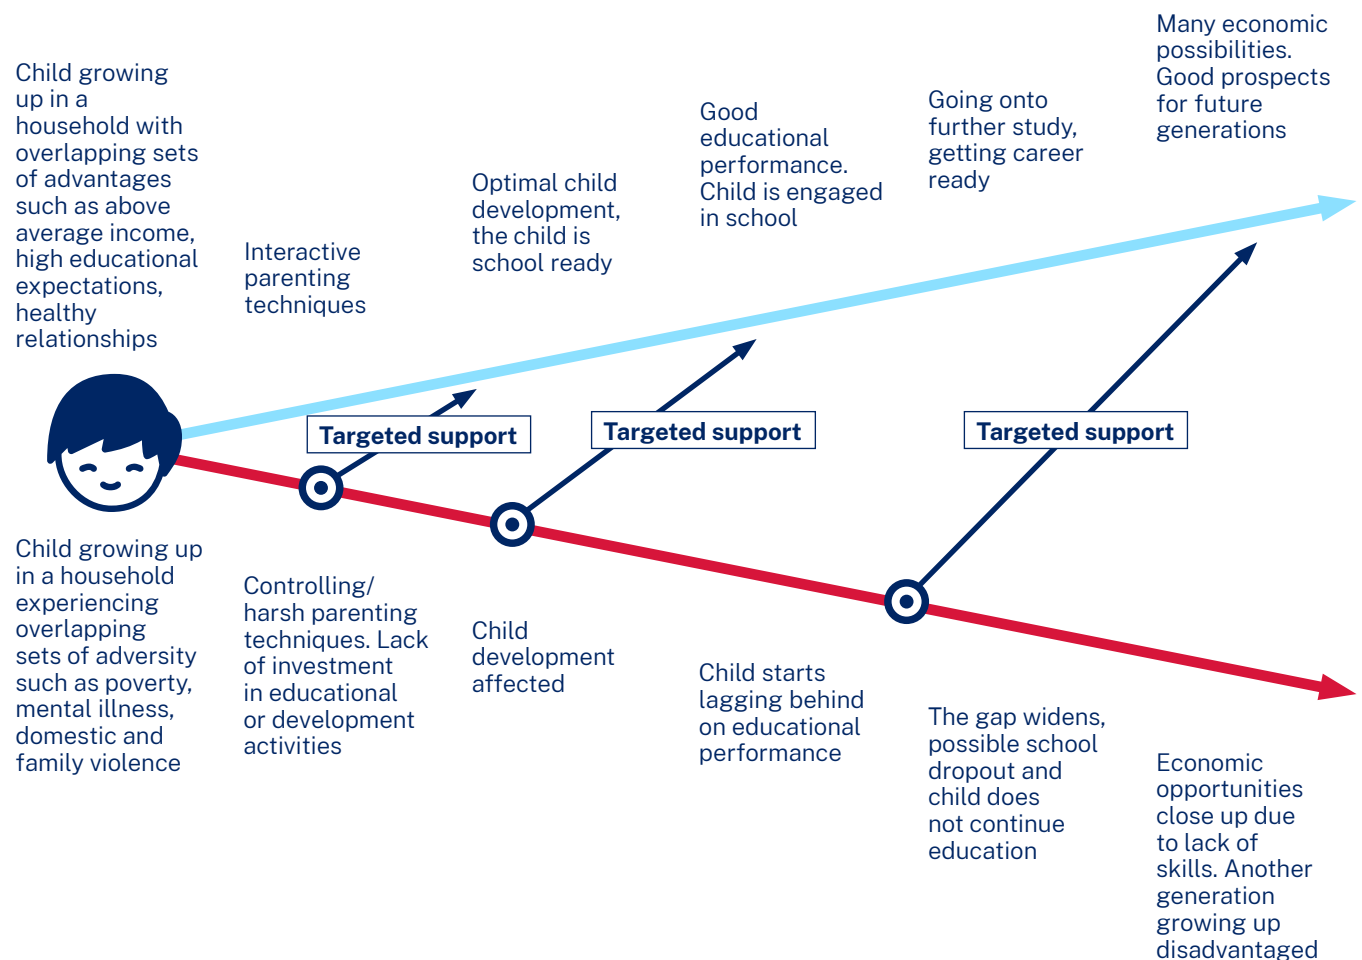 Child growing
up in a
household with
overlapping sets
of advantages
such as above
average income,
high educational
expectations,
healthy
relationships
Interactive
parenting
techniques
Optimal child
development,
the child is
school ready
Good
educational
performance.
Child is engaged
in school
Going onto
further study,
getting career
ready
Many economic
possibilities.
Good prospects
for future
generations
Targeted support
Targeted support
Targeted support
Child growing up
in a household
experiencing
overlapping
sets of adversity
such as poverty,
mental illness,
domestic and
family violence
Controlling/
harsh parenting
techniques. Lack
of investment
in educational
or development
activities
Child
development
affected
Child starts
lagging behind
on educational
performance
The gap widens,
possible school
dropout and
child does
not continue
education
Economic
opportunities
close up due
to lack of
skills. Another
generation
growing up
disadvantaged